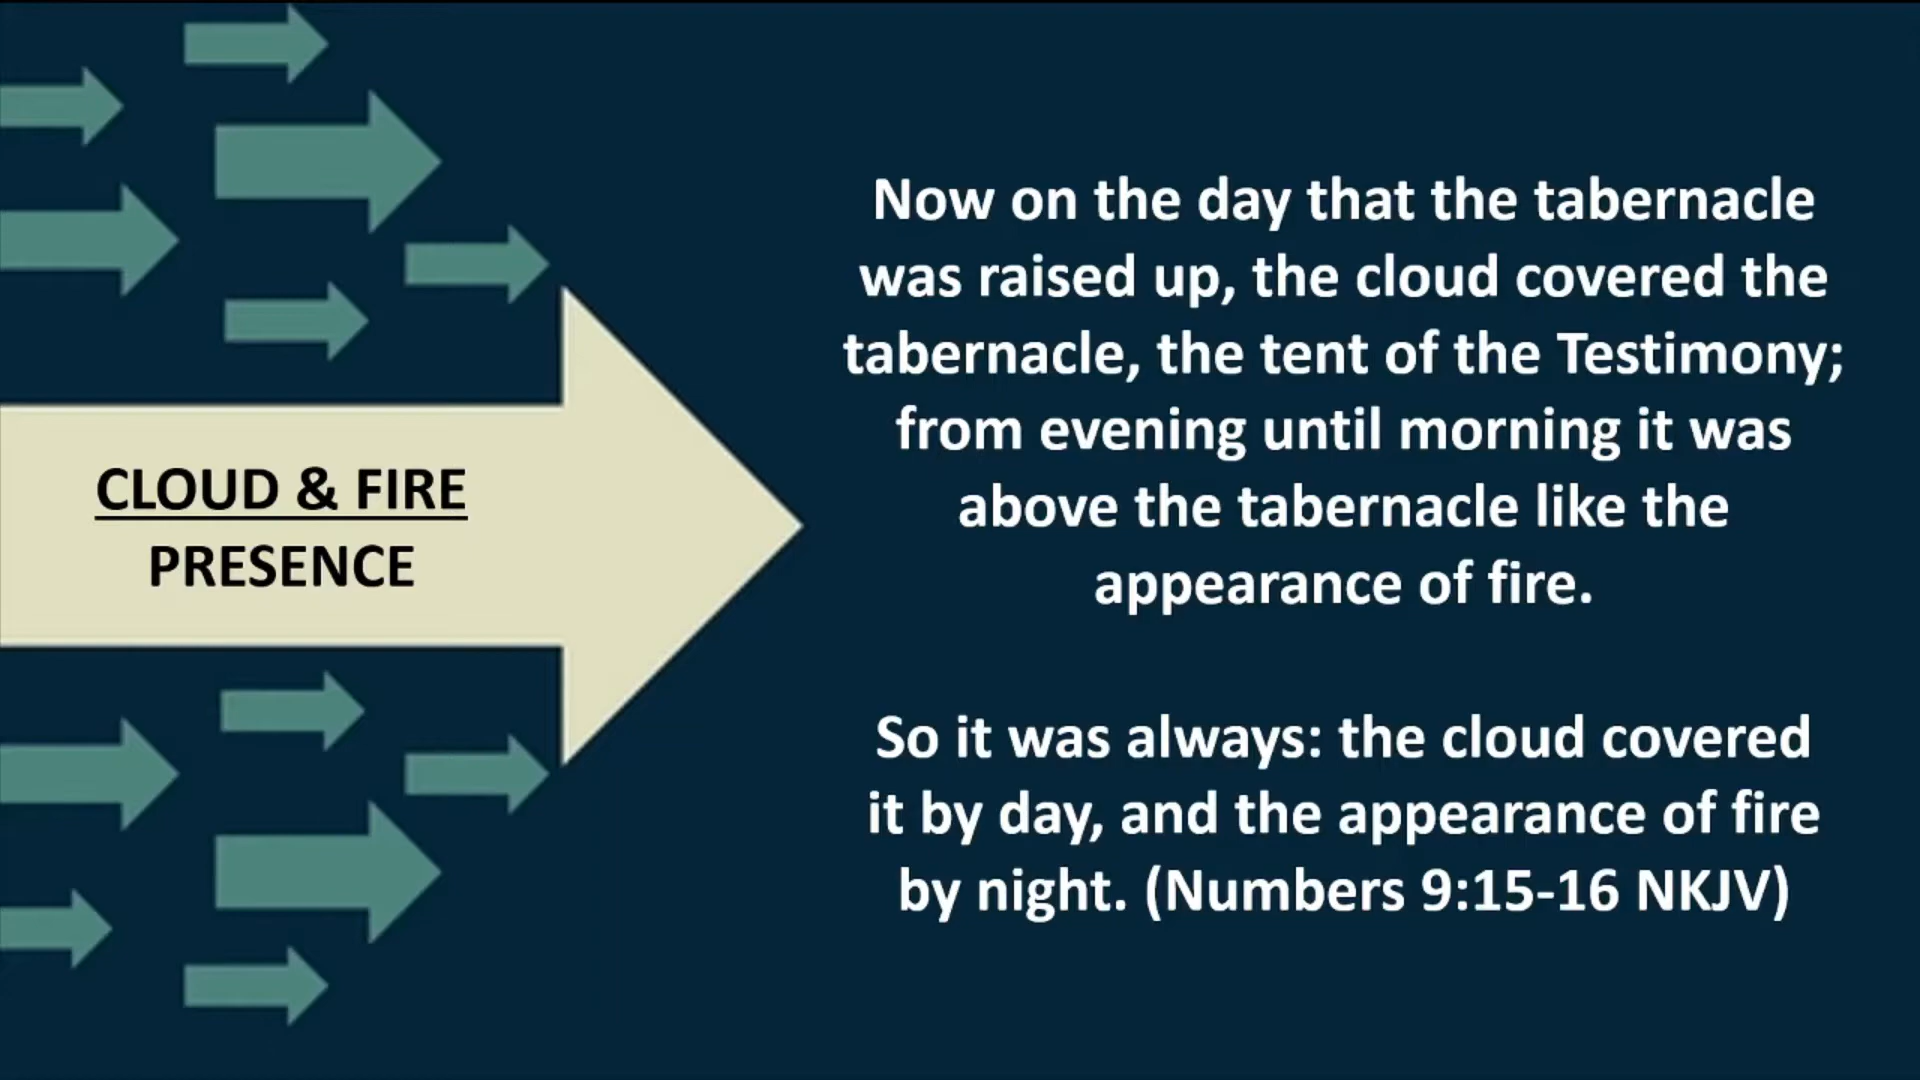 CLOUD & FIRE
PRESENCE
Now on the day that the tabernacle
was raised up, the cloud covered the
tabernacle, the tent of the Testimony;
from evening until morning it was
above the tabernacle like the
appearance of fire.
So it was always: the cloud covered
it by day, and the appearance of fire
by night. (Numbers 9:15-16 NKJV)